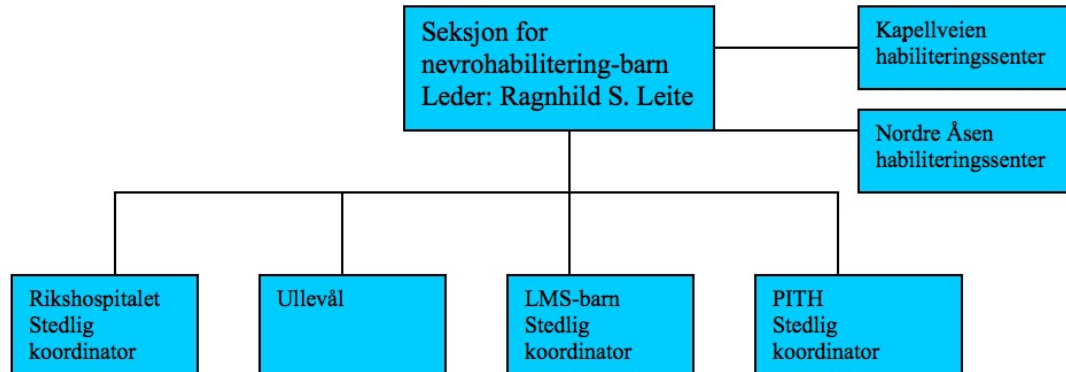 Seksjon for
nevrohabilitering-barn
Leder: Ragnhild S. Leite
Kapellveien
habiliteringssenter
Nordre Åsen
habiliteringssenter
Rikshospitalet
Stedlig
koordinator
Ullevål
LMS-barn
Stedlig
koordinator
PITH
Stedlig
koordinator